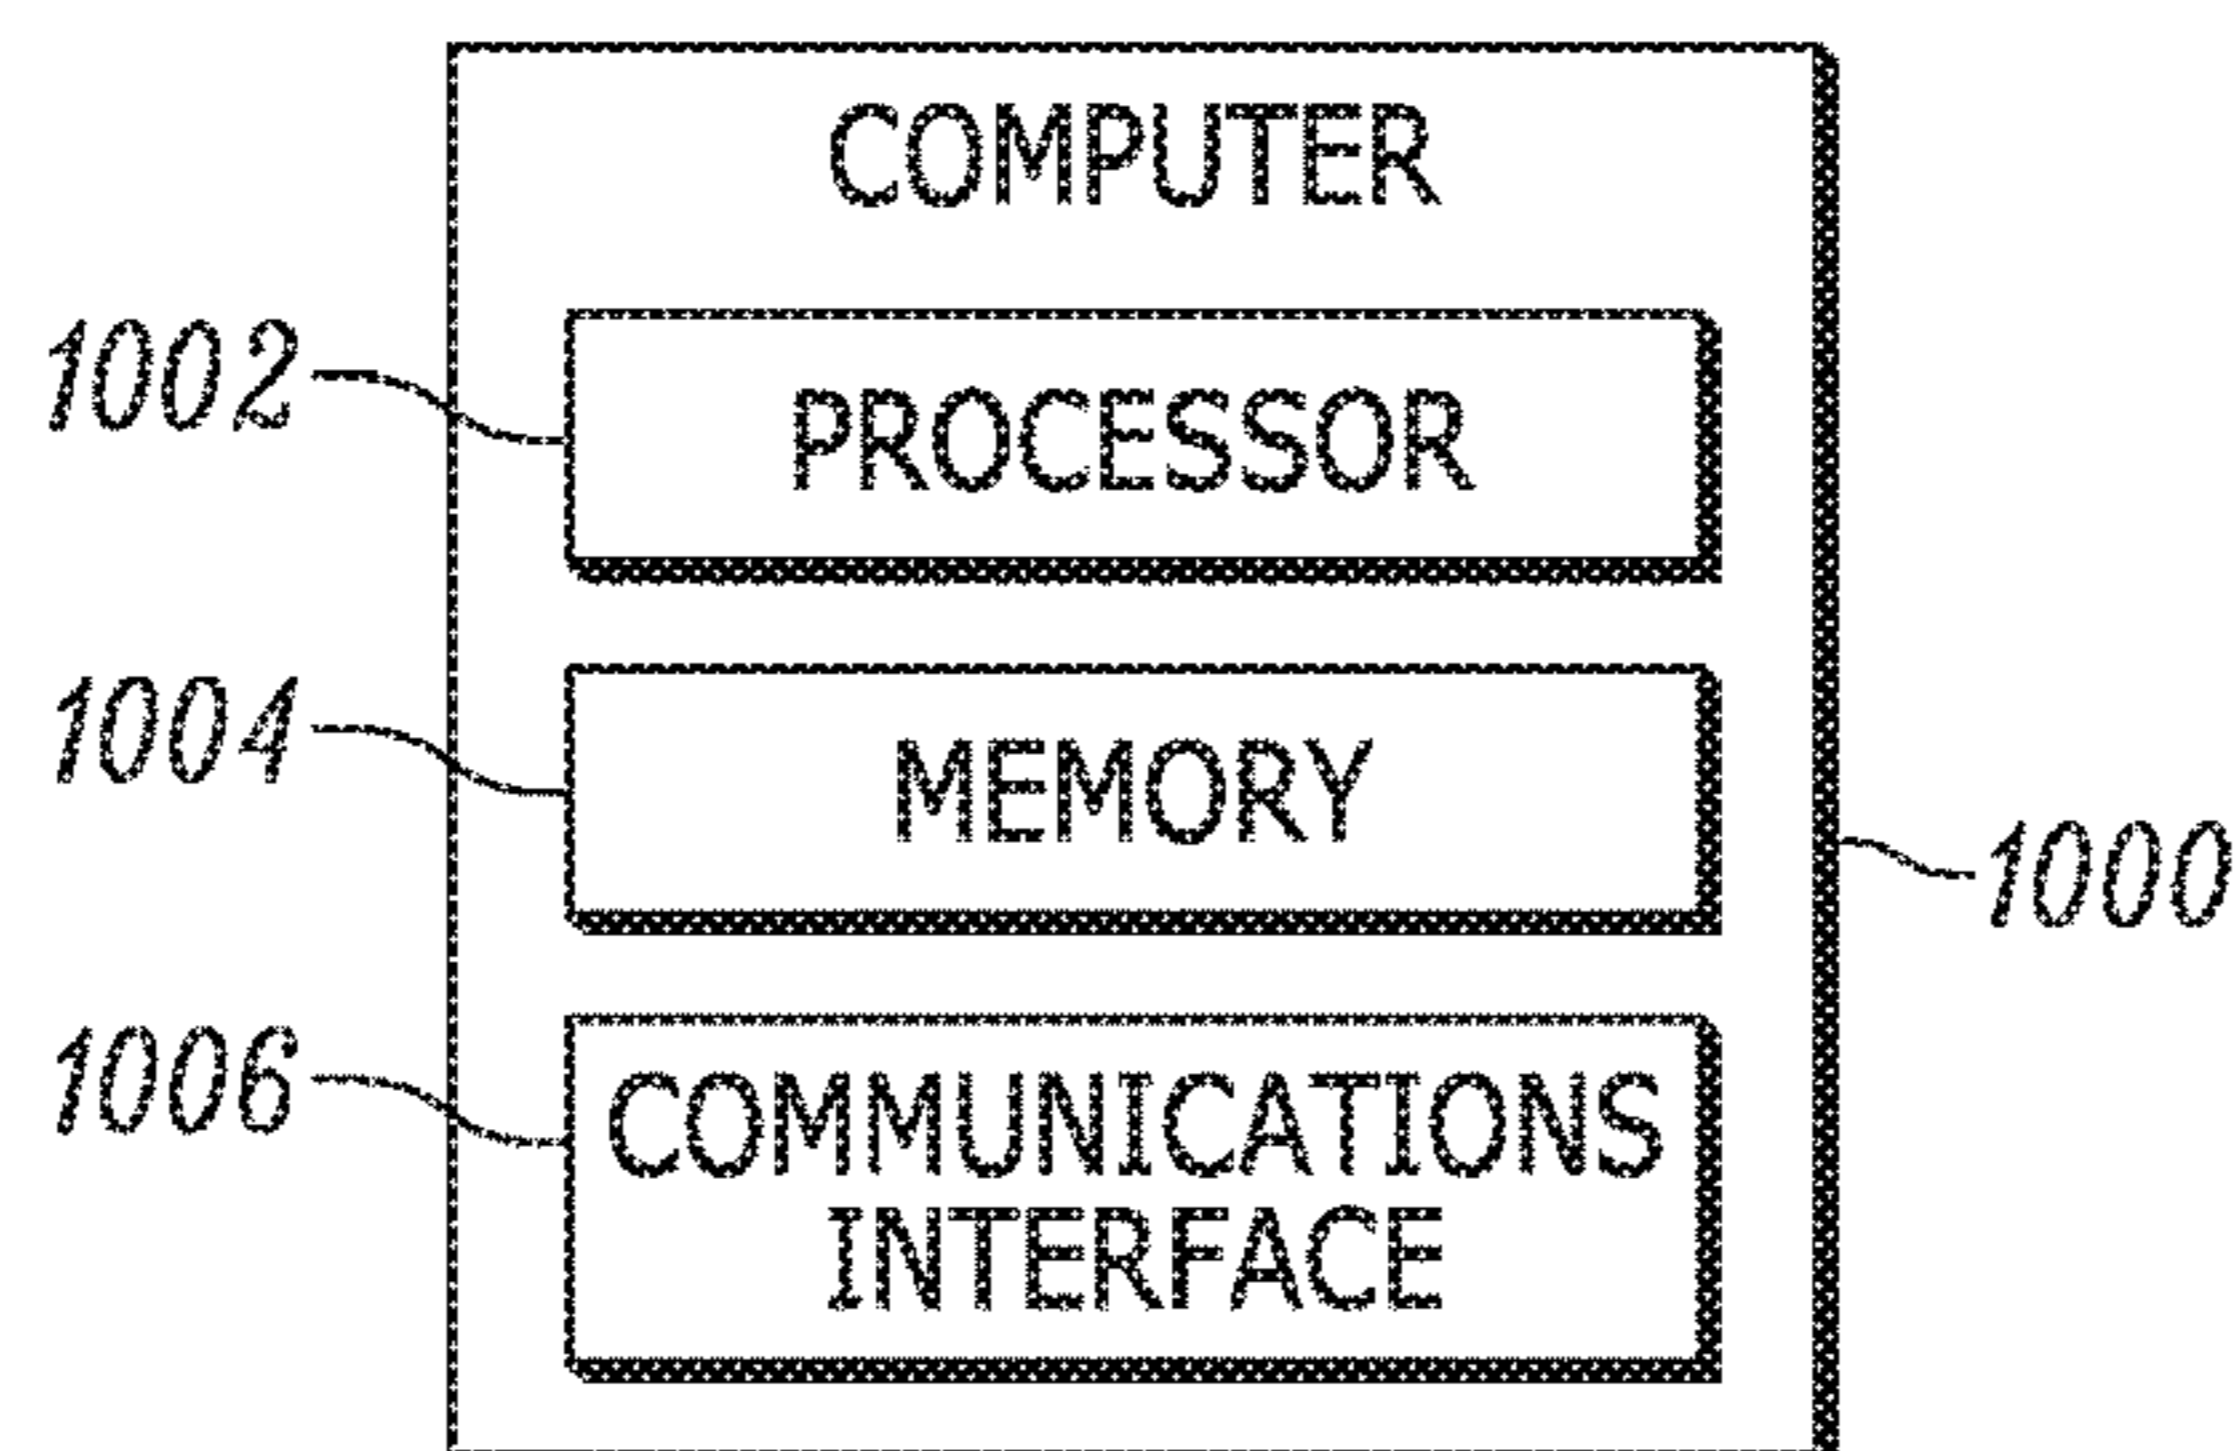 COMPUTER
1002
PROCESSOR
1004
MEMORY
1000
1006
COMMUNICATIONS
INTERFACE